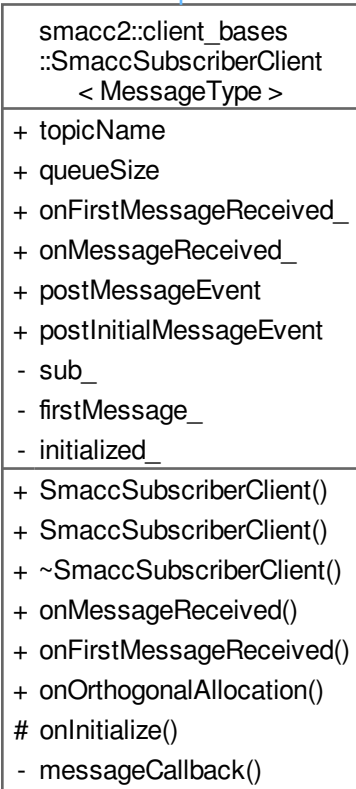 smacc2::client_bases
::SmaccSubscriberClient
< MessageType >
+ topicName
+ queueSize
+ onFirstMessageReceived_
+ onMessageReceived_
+ postMessageEvent
+ postInitialMessageEvent
- sub_
- firstMessage_
- initialized_
+ SmaccSubscriberClient()
+ SmaccSubscriberClient()
+ ~SmaccSubscriberClient()
+ onMessageReceived()
+ onFirstMessageReceived()
+ onOrthogonalAllocation()
# onInitialize()
- messageCallback()